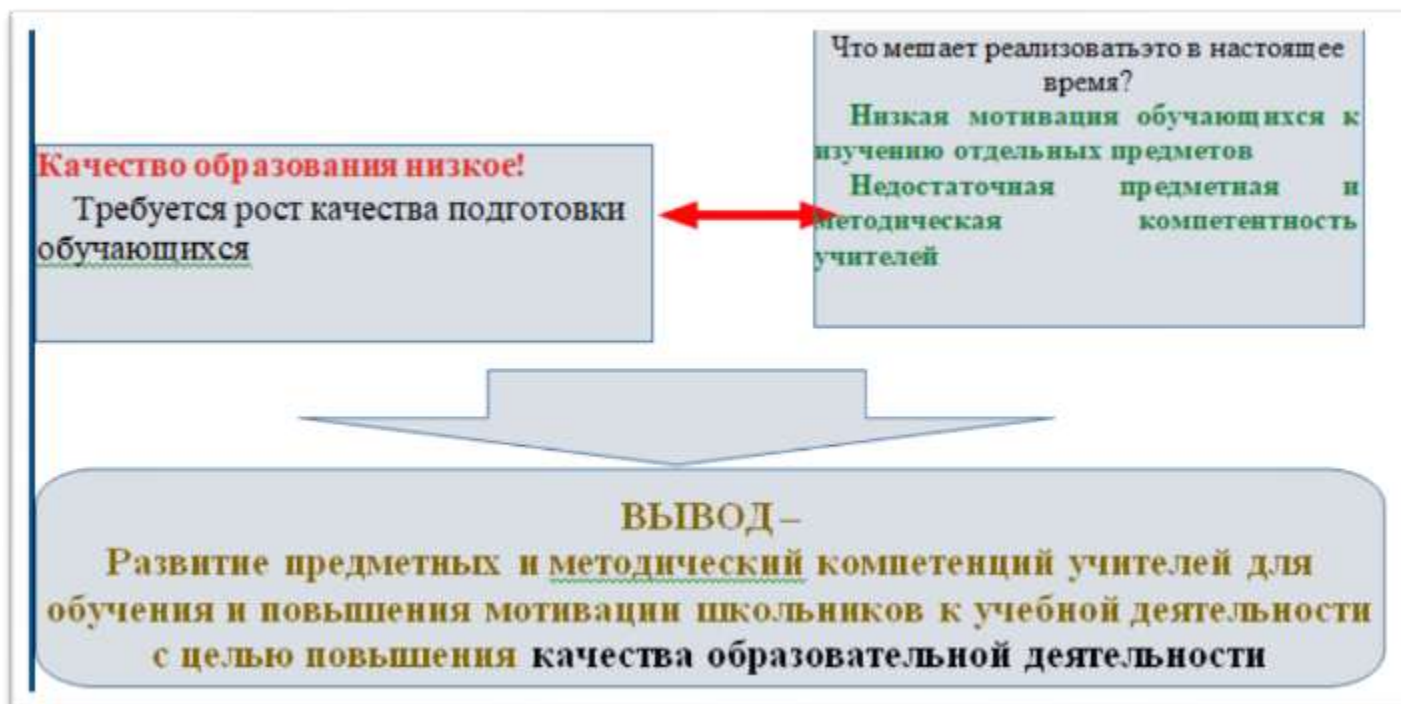 Качество образования низкое!
Требуется рост качества подготовки
обучающихся
Что мешает реализоватьэто в настоящее
время?
Низкая мотивация обучающихся к
изучению отдельных предметов
Недостаточная предметная и
методическая компетентность
учителей
ВЫВОД –
Развитие предметных и методический компетенций учителей для
обучения и повышения мотивации школьников к учебной деятельности
с целью повышения качества образовательной деятельности